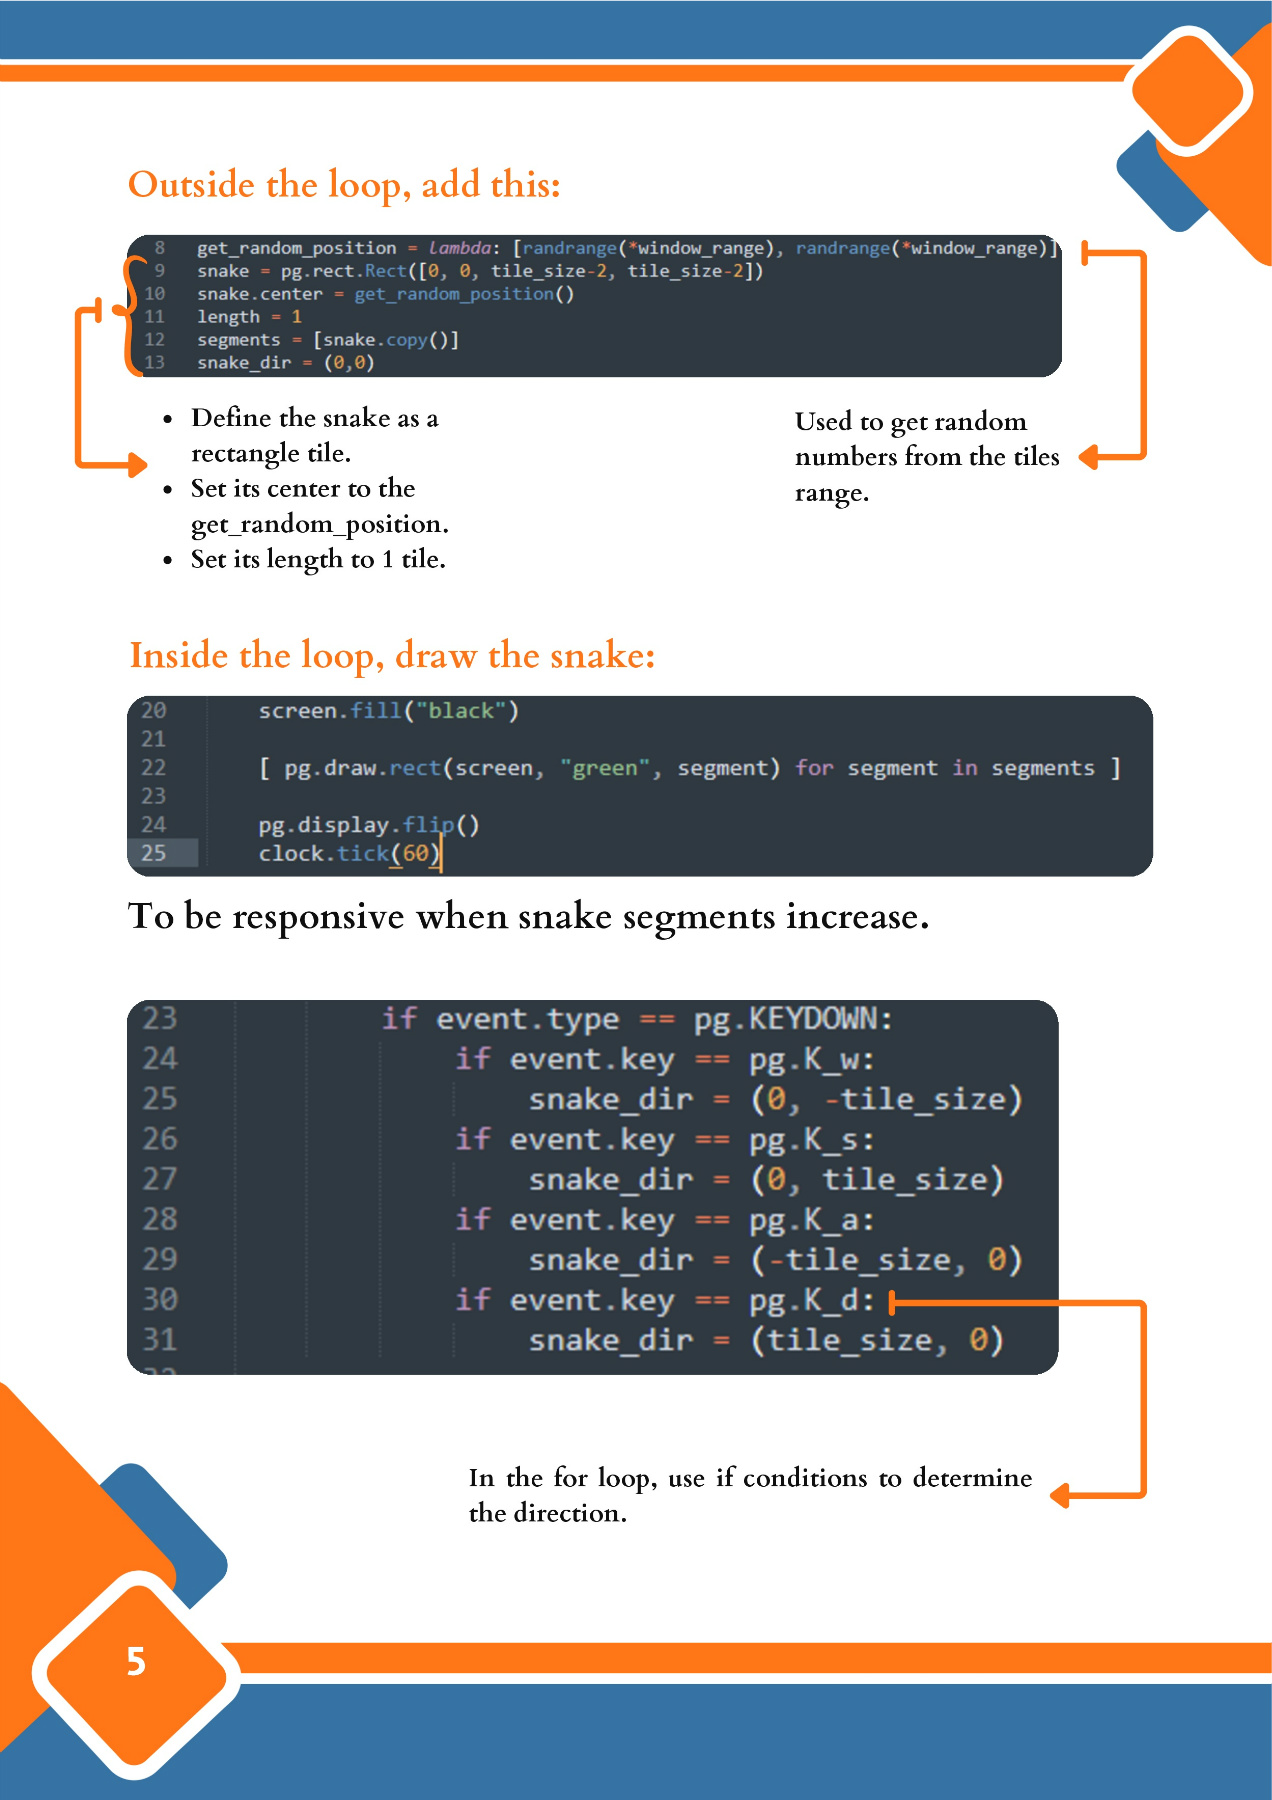 Outside the loop, add this:
8 get_random_position = lambda: [randrange(*window_range), randrange(*window_range)]
9 snake = pg.rect.Rect([0, 0, tile_size-2, tile_size-2])
10 snake.center = get_random_position()
11 length = 1
12 segments = [snake.copy()]
13 snake_dir = (0,0)
• Define the snake as a
rectangle tile.
• Set its center to the
get_random_position.
• Set its length to 1 tile.
Used to get random
numbers from the tiles
range.
Inside the loop, draw the snake:
20 screen.fill("black")
21
22 [ pg.draw.rect(screen, "green", segment) for segment in segments ]
23
24 pg.display.flip()
25 clock.tick(60)
To be responsive when snake segments increase.
23 if event.type == pg.KEYDOWN:
24 if event.key == pg.K_w:
25 snake_dir = (0, -tile_size)
26 if event.key == pg.K_s:
27 snake_dir = (0, tile_size)
28 if event.key == pg.K_a:
29 snake_dir = (-tile_size, 0)
30 if event.key == pg.K_d:
31 snake_dir = (tile_size, 0)
In the for loop, use if conditions to determine
the direction.
5